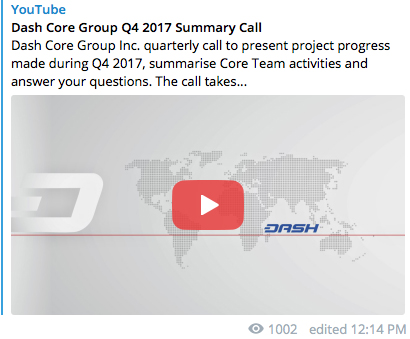 YouTube
Dash Core Group Q4 2017 Summary Call
Dash Core Group Inc. quarterly call to present project progress
made during Q4 2017, summarise Core Team activities and
answer your questions. The call takes...
DASH
1002 edited 12:14 PM